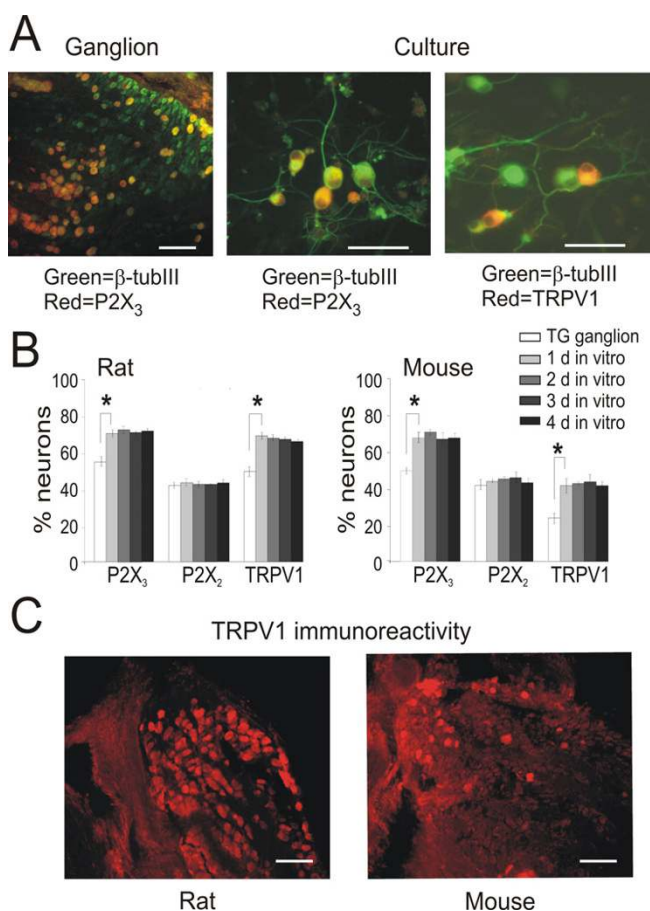 A
Ganglion
Culture
Green=β-tubIII
Red=P2X₃
Green=β-tubIII
Red=P2X₃
Green=β-tubIII
Red=TRPV1
B
Rat
Mouse
TG ganglion
1 d in vitro
2 d in vitro
3 d in vitro
4 d in vitro
% neurons
100
80
60
40
20
0
*
*
P2X₃
P2X₂
TRPV1
% neurons
100
80
60
40
20
0
*
*
P2X₃
P2X₂
TRPV1
C
TRPV1 immunoreactivity
Rat
Mouse